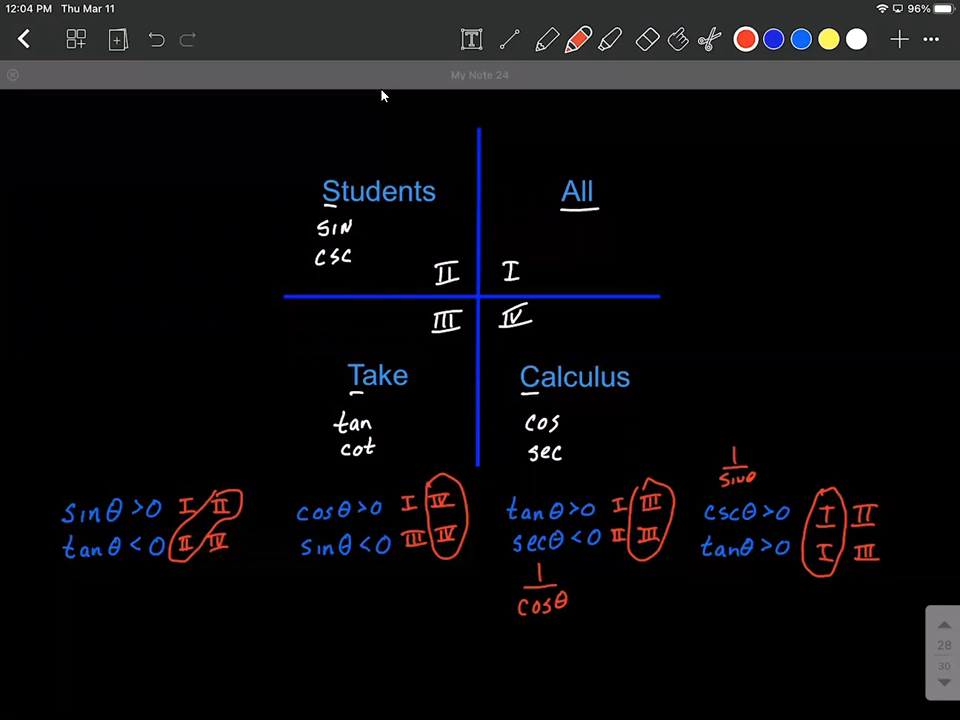 12:04 PM Thu Mar 11 96%
My Note 24
Students All
sin
csc
II I
III IV
Take Calculus
tan cos
cot sec
1
sinθ
sinθ >0 I II cosθ >0 I IV tanθ >0 I III cscθ >0 I II
tanθ <0 II IV sinθ <0 III IV secθ <0 II III tanθ >0 I III
1
cosθ
28
30